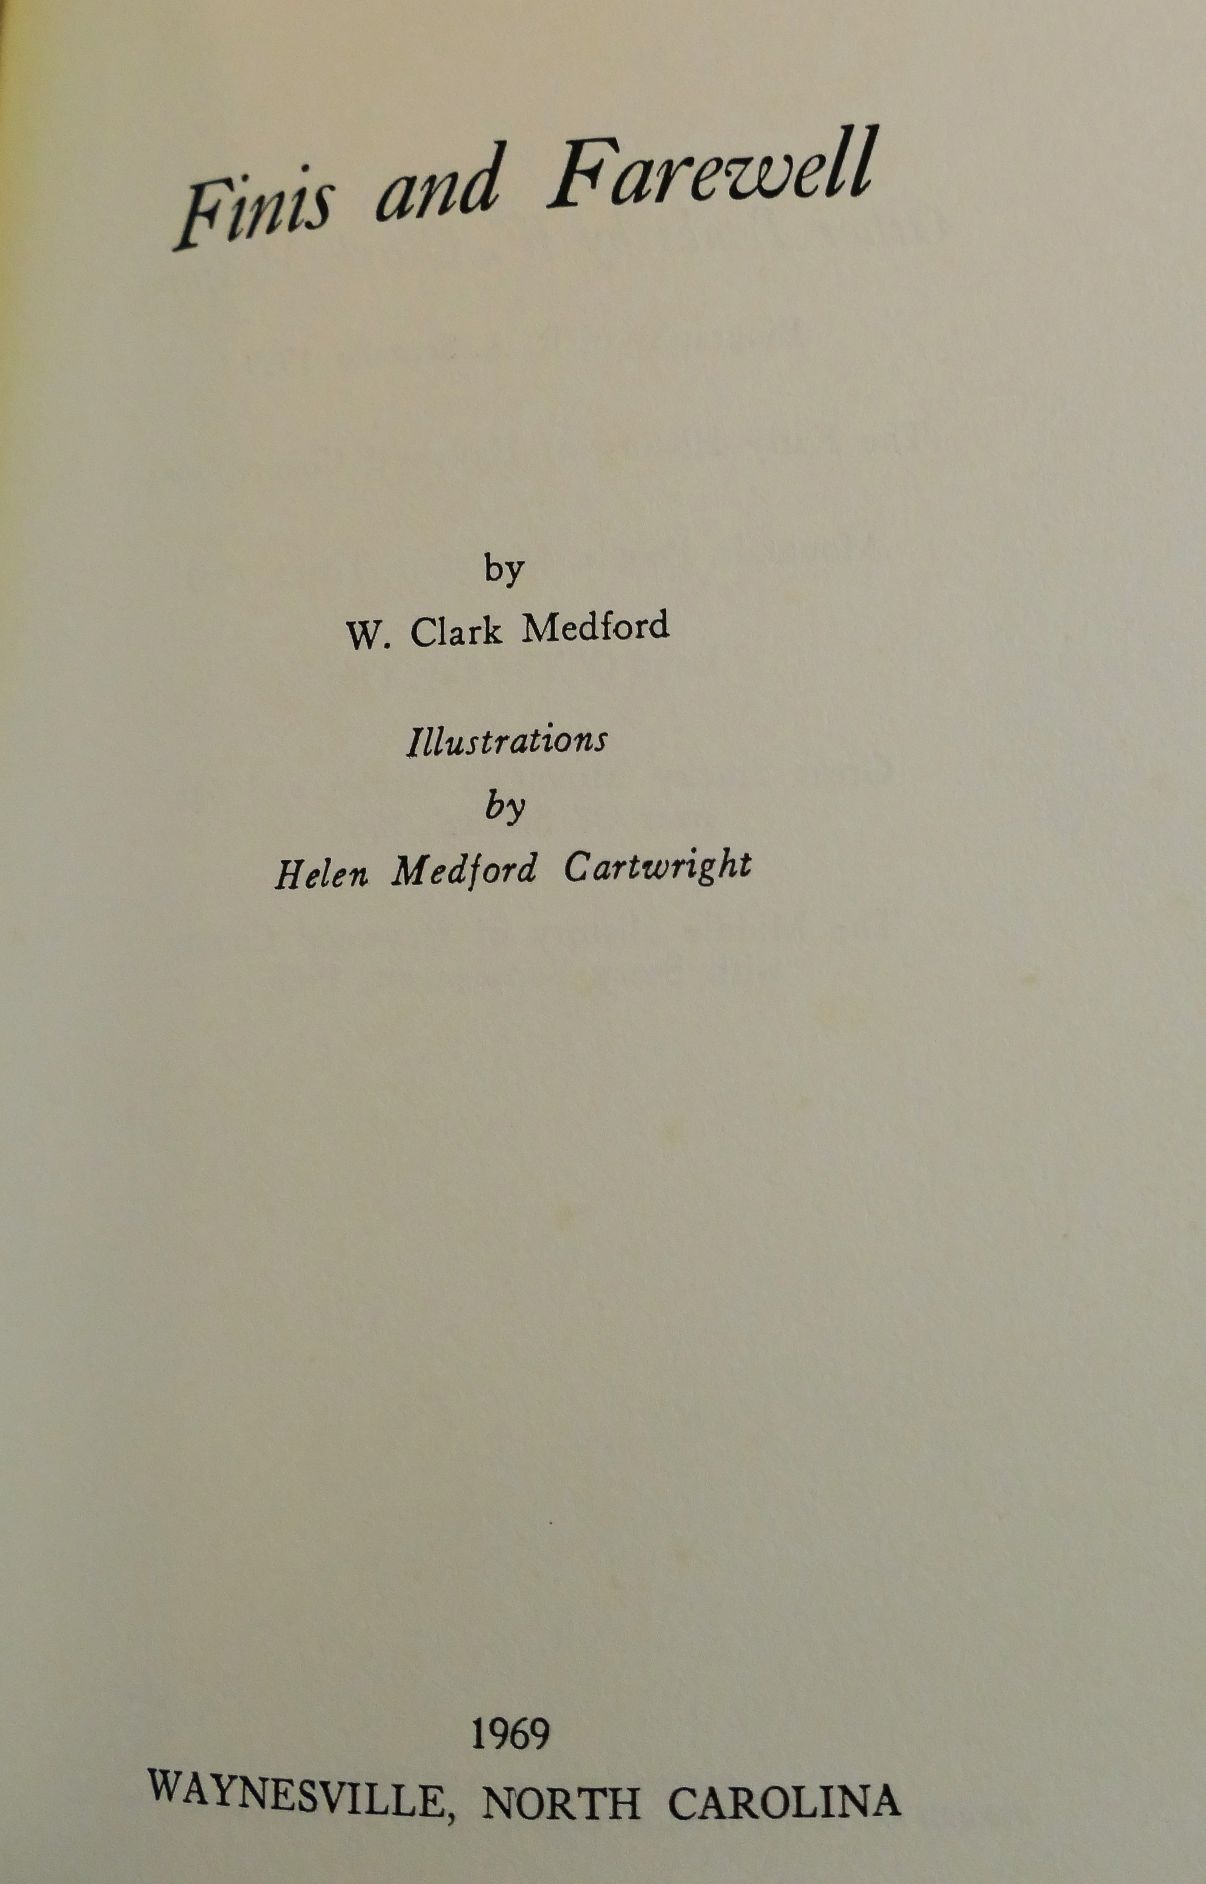 Finis and Farewell
by
W. Clark Medford
Illustrations
by
Helen Medford Cartwright
1969
WAYNESVILLE, NORTH CAROLINA